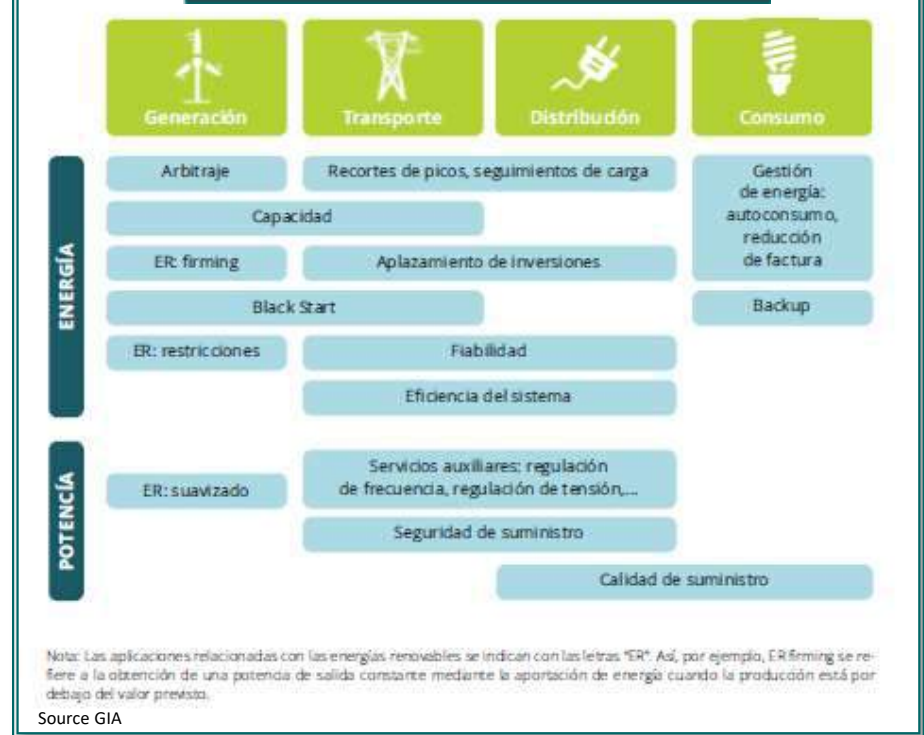 Generación
Transporte
Distribución
Consumo
ENERGÍA
Arbitraje
Recortes de picos, seguimientos de carga
Gestión
de energía:
autoconsumo,
reducción
de factura
Capacidad
ER: firming
Aplazamiento de inversiones
Black Start
Backup
ER: restricciones
Fiabilidad
Eficiencia del sistema
POTENCÍA
ER: suavizado
Servicios auxiliares: regulación
de frecuencia, regulación de tensión,...
Seguridad de suministro
Calidad de suministro
Nota: Las aplicaciones relacionadas con las energías renovables se indican con las letras "ER". Así, por ejemplo, ER firming se re-
fiere a la obtención de una potencia de salida constante mediante la aportación de energía cuando la producción está por
debajo del valor previsto.
Source GIA